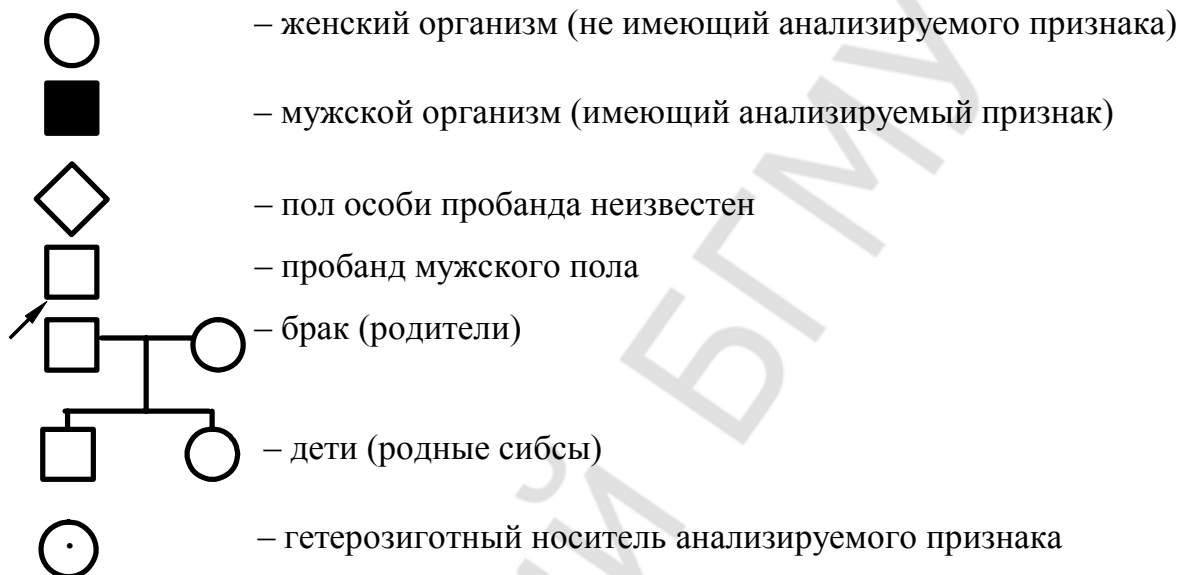 – женский организм (не имеющий анализируемого признака)
– мужской организм (имеющий анализируемый признак)
– пол особи пробанда неизвестен
– пробанд мужского пола
– брак (родители)
– дети (родные сибсы)
– гетерозиготный носитель анализируемого признака
БГМУ